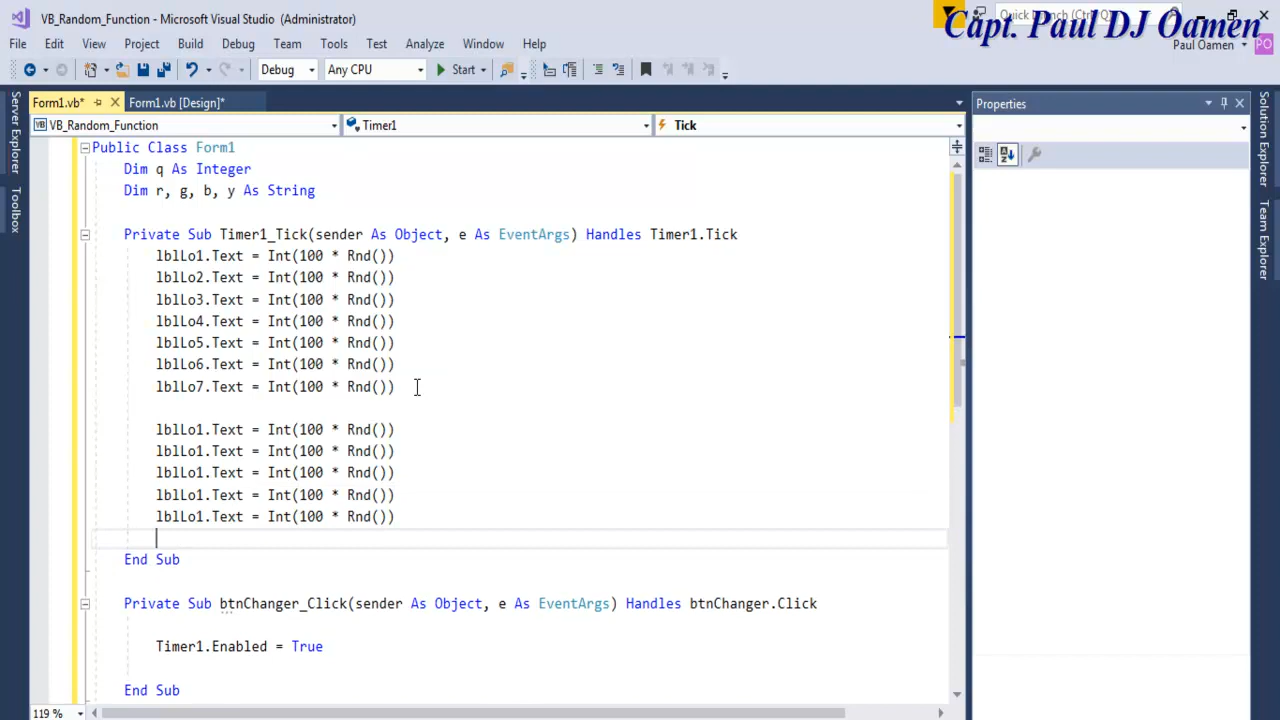 VB_Random_Function - Microsoft Visual Studio (Administrator)
Capt. Paul DJ Oamen
File Edit View Project Build Debug Team Tools Test Analyze Window Help
Paul Oamen PO
Debug Any CPU Start
Form1.vb* Form1.vb [Design]*
VB_Random_Function Timer1 Tick
Properties
Server Explorer
Toolbox
Solution Explorer
Team Explorer
Public Class Form1
Dim q As Integer
Dim r, g, b, y As String
Private Sub Timer1_Tick(sender As Object, e As EventArgs) Handles Timer1.Tick
lblLo1.Text = Int(100 * Rnd())
lblLo2.Text = Int(100 * Rnd())
lblLo3.Text = Int(100 * Rnd())
lblLo4.Text = Int(100 * Rnd())
lblLo5.Text = Int(100 * Rnd())
lblLo6.Text = Int(100 * Rnd())
lblLo7.Text = Int(100 * Rnd())
lblLo1.Text = Int(100 * Rnd())
lblLo1.Text = Int(100 * Rnd())
lblLo1.Text = Int(100 * Rnd())
lblLo1.Text = Int(100 * Rnd())
lblLo1.Text = Int(100 * Rnd())
End Sub
Private Sub btnChanger_Click(sender As Object, e As EventArgs) Handles btnChanger.Click
Timer1.Enabled = True
End Sub
119 %